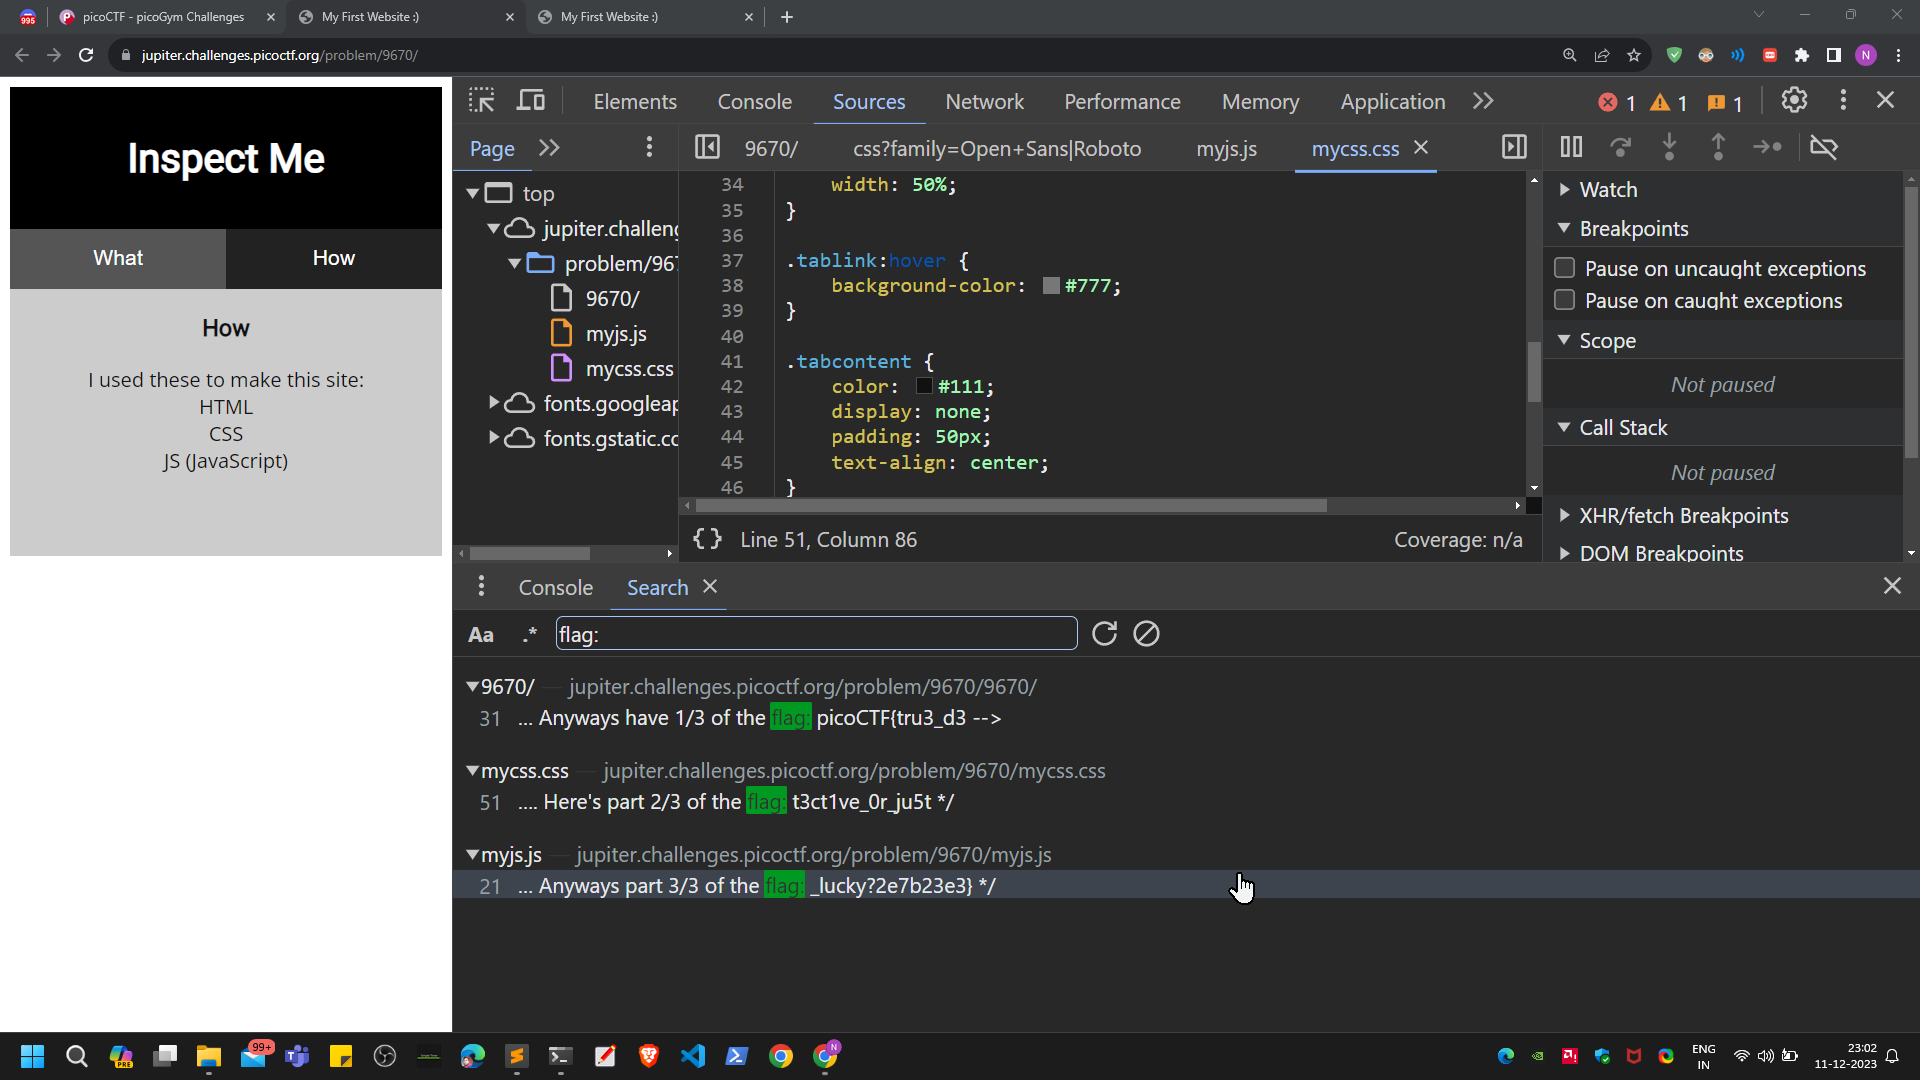 picoCTF - picoGym Challenges
My First Website :)
My First Website :)
jupiter.challenges.picoctf.org/problem/9670/
N
Inspect Me
What
How
How
I used these to make this site:
HTML
CSS
JS (JavaScript)
Elements
Console
Sources
Network
Performance
Memory
Application
1
1
1
Page
9670/
css?family=Open+Sans|Roboto
myjs.js
mycss.css
top
jupiter.challeng
problem/967
9670/
myjs.js
mycss.css
fonts.googleap
fonts.gstatic.co
34 width: 50%;
35 }
36
37 .tablink:hover {
38 background-color: #777;
39 }
40
41 .tabcontent {
42 color: #111;
43 display: none;
44 padding: 50px;
45 text-align: center;
46 }
{ } Line 51, Column 86
Coverage: n/a
Watch
Breakpoints
Pause on uncaught exceptions
Pause on caught exceptions
Scope
Not paused
Call Stack
Not paused
XHR/fetch Breakpoints
DOM Breakpoints
Console
Search
Aa
.*
flag:
9670/ — jupiter.challenges.picoctf.org/problem/9670/9670/
31 ... Anyways have 1/3 of the flag: picoCTF{tru3_d3 -->
mycss.css — jupiter.challenges.picoctf.org/problem/9670/mycss.css
51 .... Here's part 2/3 of the flag: t3ct1ve_0r_ju5t */
myjs.js — jupiter.challenges.picoctf.org/problem/9670/myjs.js
21 ... Anyways part 3/3 of the flag: _lucky?2e7b23e3} */
PRE
99+
N
ENG
IN
23:02
11-12-2023